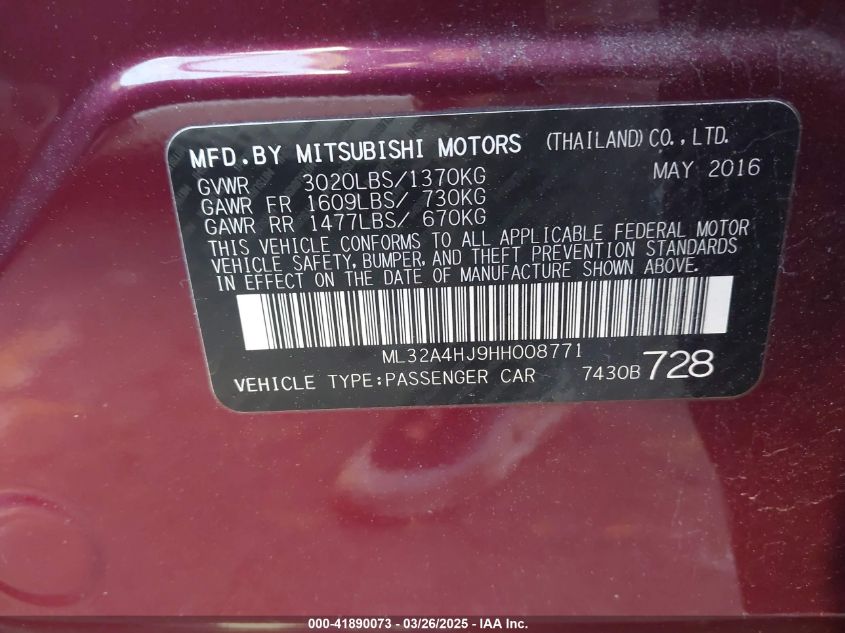 MFD.BY MITSUBISHI MOTORS (THAILAND) CO.,LTD.
GVWR 3020LBS/1370KG MAY 2016
GAWR FR 1609LBS/ 730KG
GAWR RR 1477LBS/ 670KG
THIS VEHICLE CONFORMS TO ALL APPLICABLE FEDERAL MOTOR
VEHICLE SAFETY, BUMPER, AND THEFT PREVENTION STANDARDS
IN EFFECT ON THE DATE OF MANUFACTURE SHOWN ABOVE.
ML32A4HJ9HH008771
VEHICLE TYPE:PASSENGER CAR 7430B 728
000-41890073 - 03/26/2025 - IAA Inc.